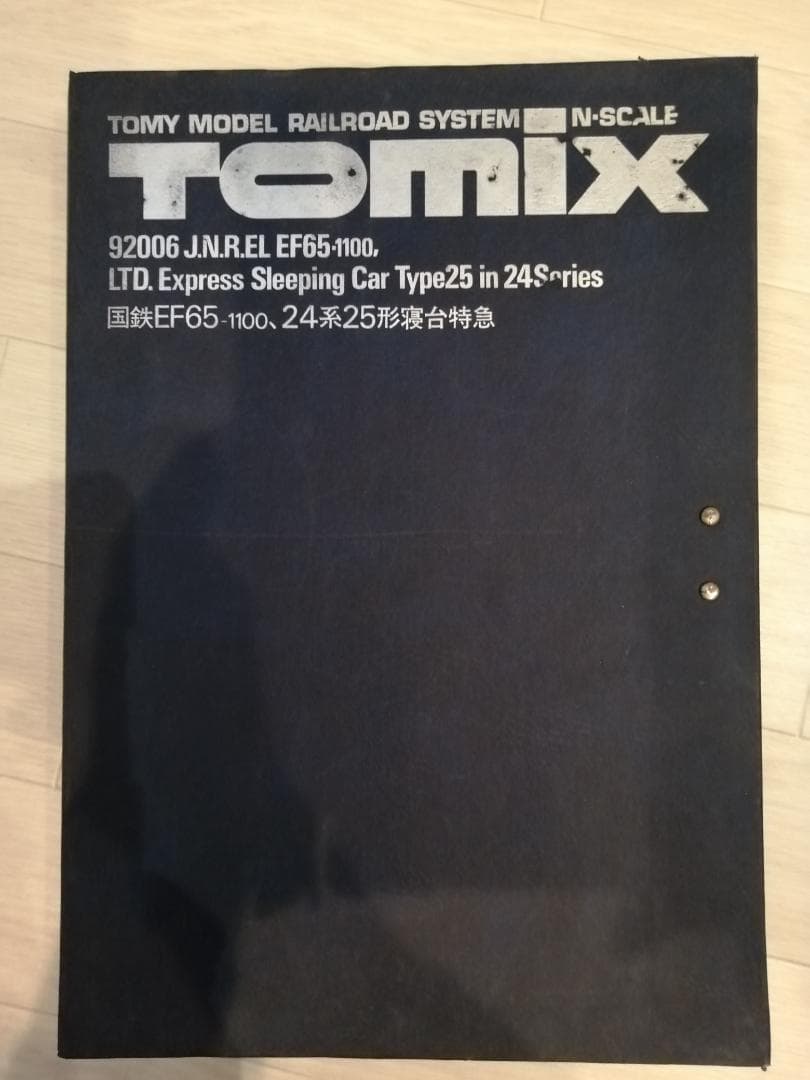 TOMY MODEL RAILROAD SYSTEM N·SCALE
TOMIX
92006 J.N.R.EL EF65-1100,
LTD. Express Sleeping Car Type25 in 24Series
国鉄EF65-1100、24系25形寝台特急